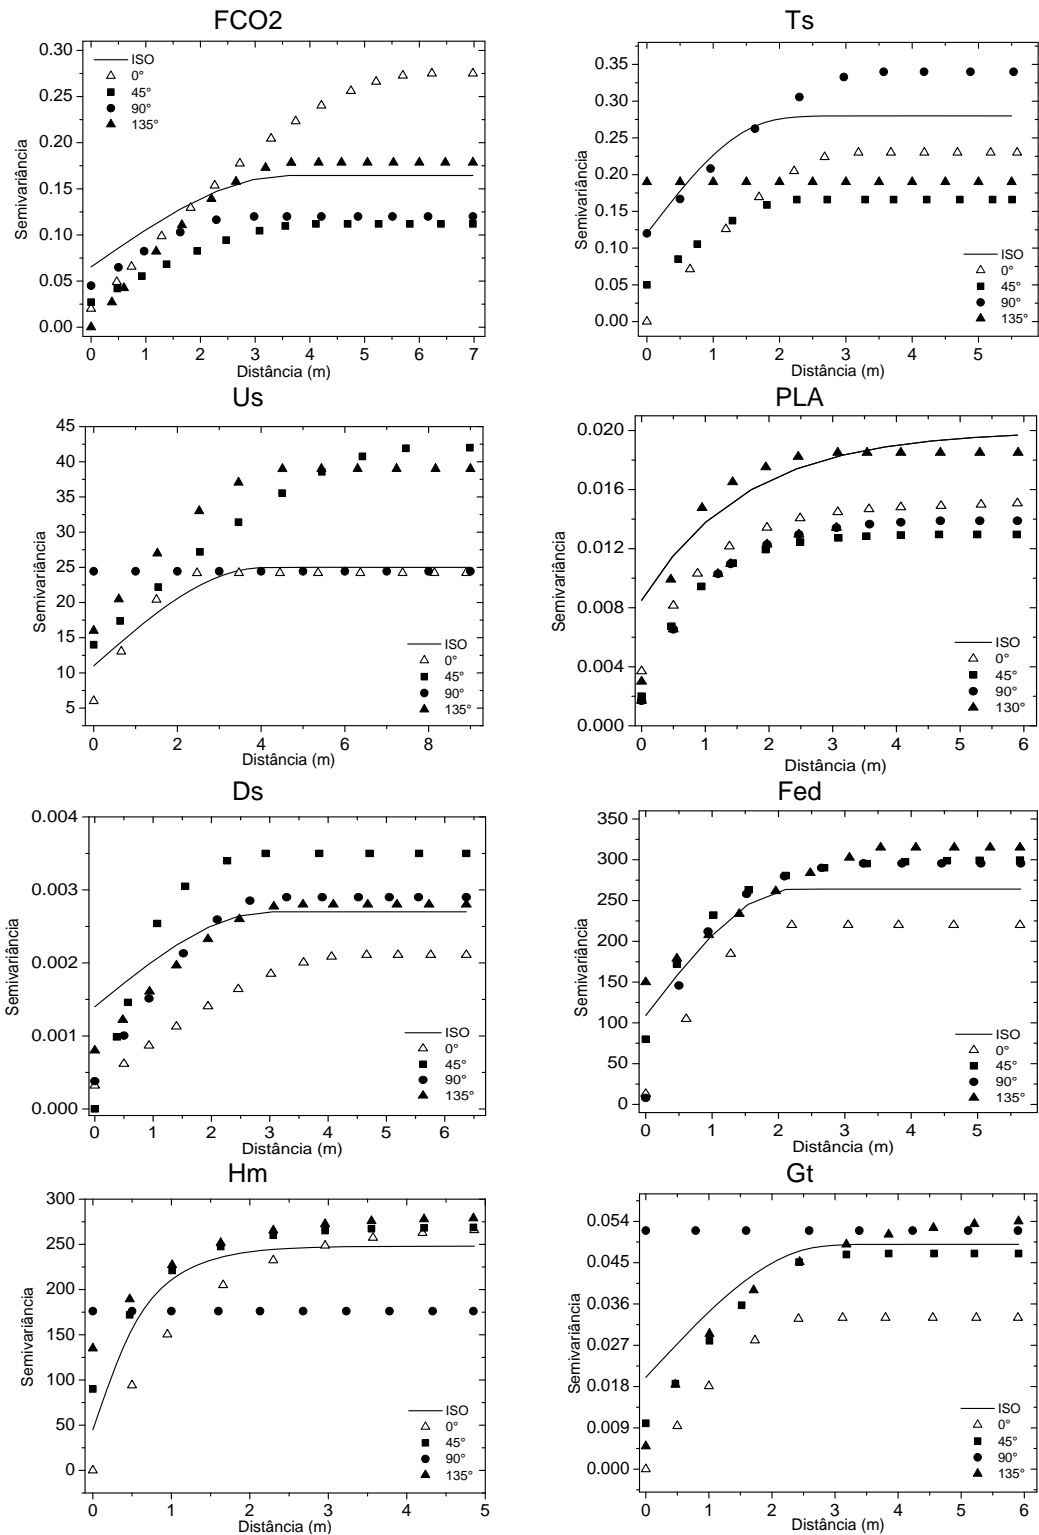 FCO2
0.30
0.25
0.20
0.15
0.10
0.05
0.00
Semivariância
ISO
0°
45°
90°
135°
0 1 2 3 4 5 6 7
Distância (m)
Ts
0.35
0.30
0.25
0.20
0.15
0.10
0.05
0.00
Semivariância
ISO
0°
45°
90°
135°
0 1 2 3 4 5
Distância (m)
Us
45
40
35
30
25
20
15
10
5
Semivariância
ISO
0°
45°
90°
135°
0 2 4 6 8
Distância (m)
PLA
0.020
0.016
0.012
0.008
0.004
0.000
Semivariância
ISO
0°
45°
90°
130°
0 1 2 3 4 5 6
Distância (m)
Ds
0.004
0.003
0.002
0.001
0.000
Semivariância
ISO
0°
45°
90°
135°
0 1 2 3 4 5 6
Distância (m)
Fed
350
300
250
200
150
100
50
0
Semivariância
ISO
0°
45°
90°
135°
0 1 2 3 4 5
Distância (m)
Hm
300
250
200
150
100
50
0
Semivariância
ISO
0°
45°
90°
135°
0 1 2 3 4 5
Distância (m)
Gt
0.054
0.045
0.036
0.027
0.018
0.009
0.000
Semivariância
ISO
0°
45°
90°
135°
0 1 2 3 4 5 6
Distância (m)